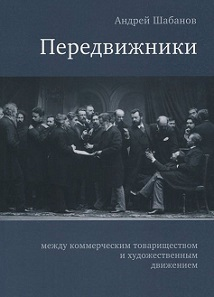 Андрей Шабанов
Передвижники
между коммерческим товариществом
и художественным
движением